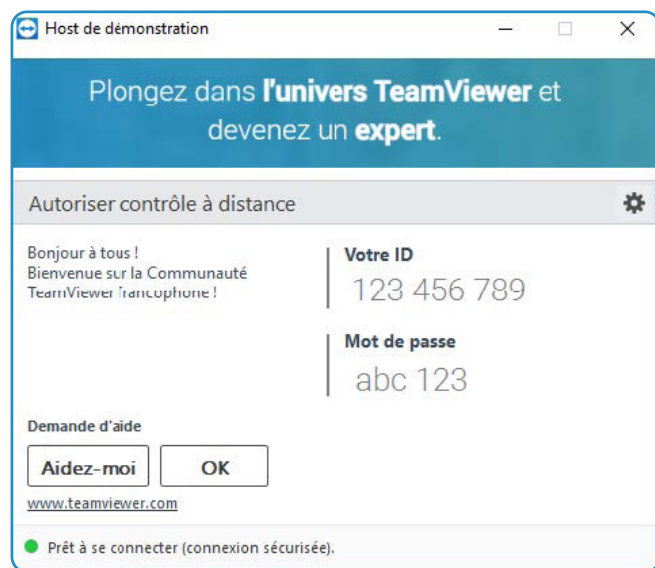 Host de démonstration
Plongez dans l'univers TeamViewer et
devenez un expert.
Autoriser contrôle à distance
Bonjour à tous !
Bienvenue sur la Communauté
TeamViewer francophone !
Votre ID
123 456 789
Mot de passe
abc 123
Demande d'aide
Aidez-moi
OK
www.teamviewer.com
Prêt à se connecter (connexion sécurisée).